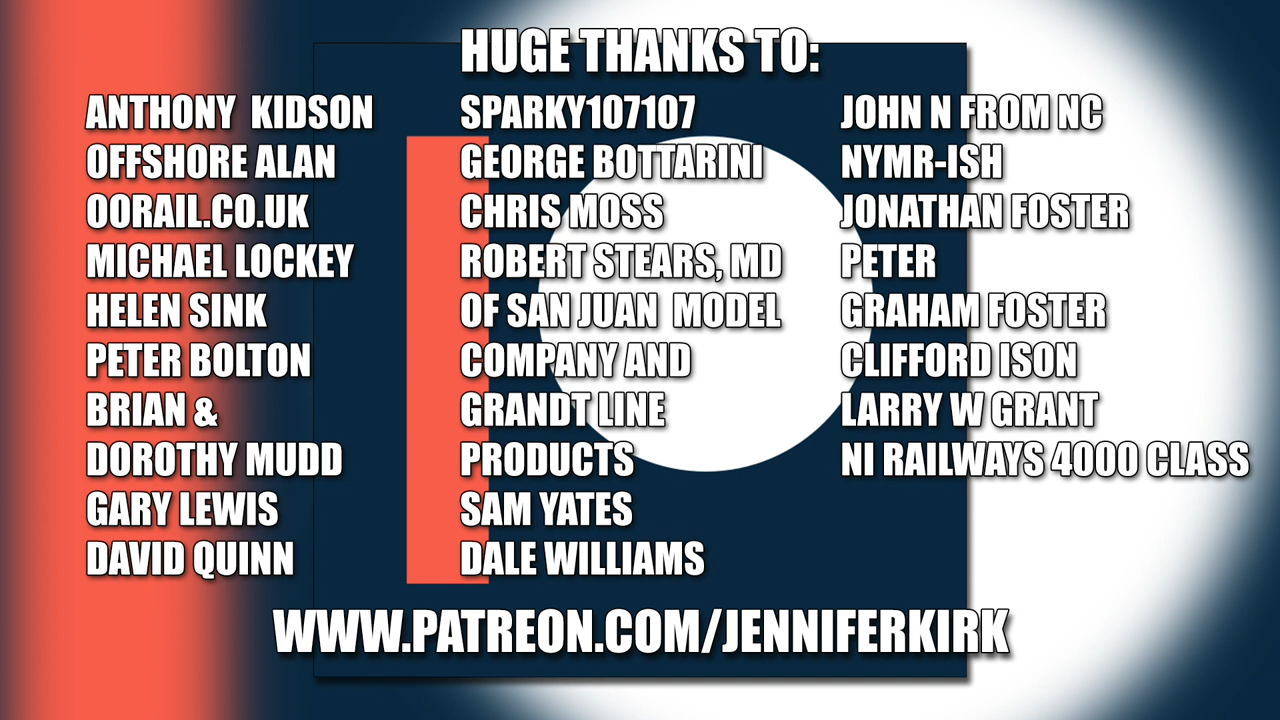 HUGE THANKS TO:
ANTHONY KIDSON
OFFSHORE ALAN
OORAIL.CO.UK
MICHAEL LOCKEY
HELEN SINK
PETER BOLTON
BRIAN &
DOROTHY MUDD
GARY LEWIS
DAVID QUINN
SPARKY107107
GEORGE BOTTARINI
CHRIS MOSS
ROBERT STEARS, MD
OF SAN JUAN MODEL
COMPANY AND
GRANDT LINE
PRODUCTS
SAM YATES
DALE WILLIAMS
JOHN N FROM NC
NYMR-ISH
JONATHAN FOSTER
PETER
GRAHAM FOSTER
CLIFFORD ISON
LARRY W GRANT
NI RAILWAYS 4000 CLASS
WWW.PATREON.COM/JENNIFERKIRK